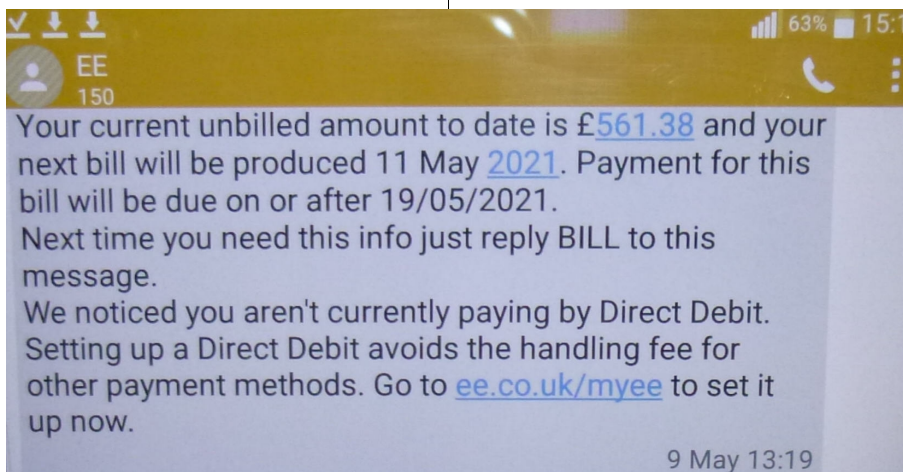 63%
EE
150
Your current unbilled amount to date is £561.38 and your
next bill will be produced 11 May 2021. Payment for this
bill will be due on or after 19/05/2021.
Next time you need this info just reply BILL to this
message.
We noticed you aren't currently paying by Direct Debit.
Setting up a Direct Debit avoids the handling fee for
other payment methods. Go to ee.co.uk/myee to set it
up now.
9 May 13:19